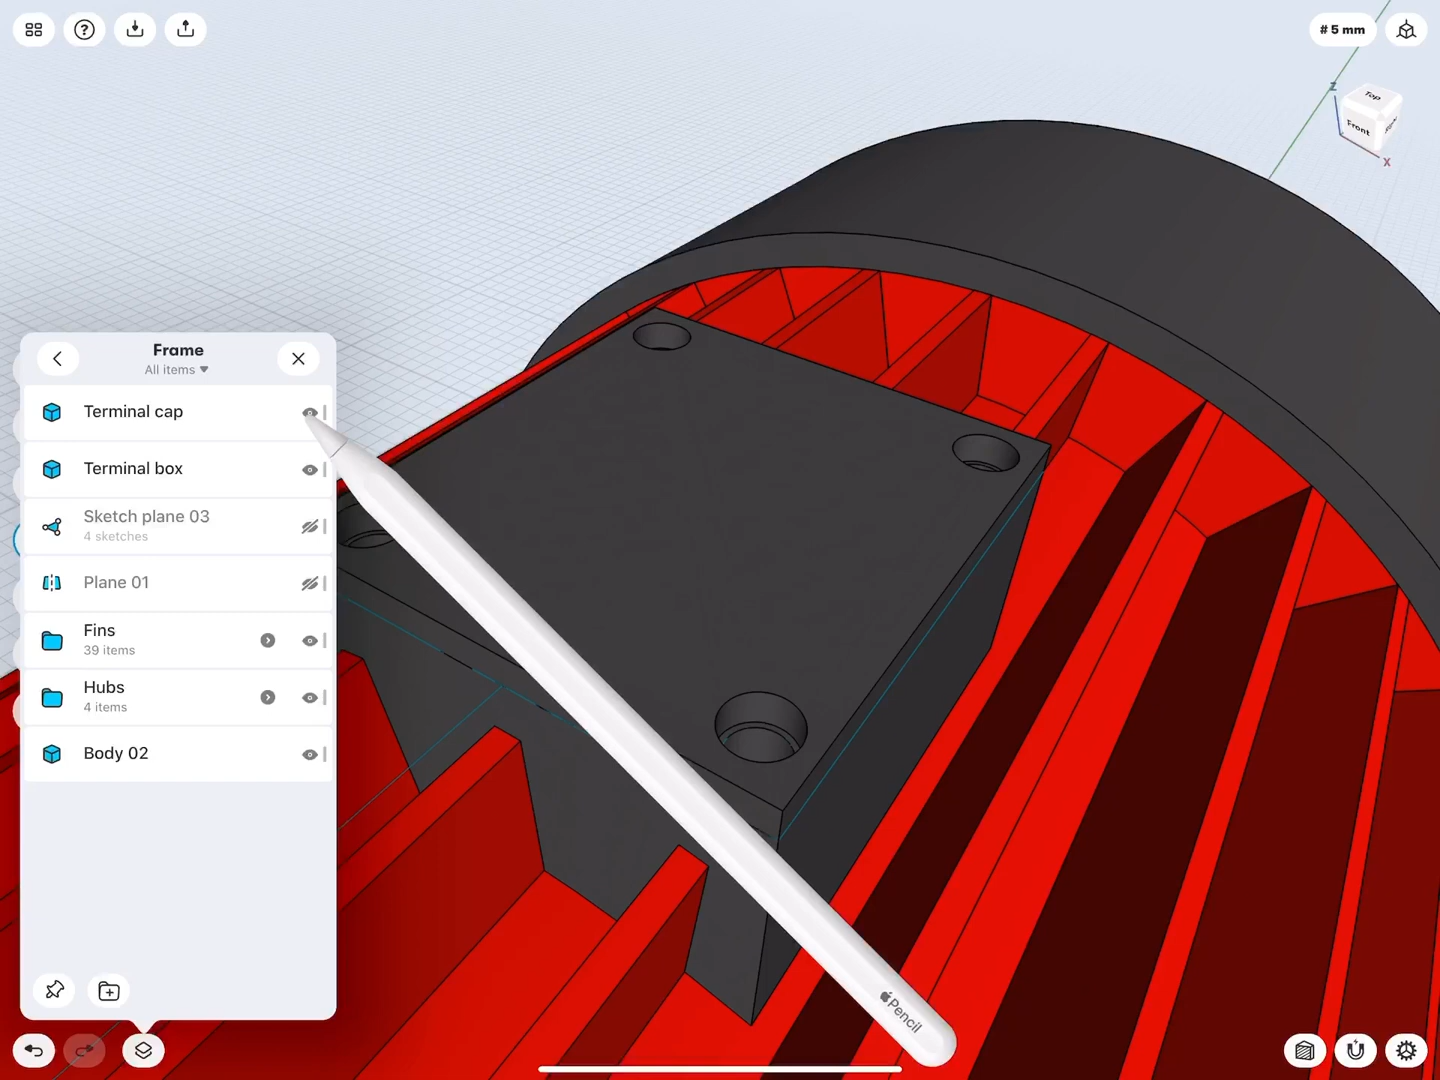 # 5 mm
Top
Front
Z
X
Frame
All items ▼
Terminal cap
Terminal box
Sketch plane 03
4 sketches
Plane 01
Fins
39 items
Hubs
4 items
Body 02
Pencil